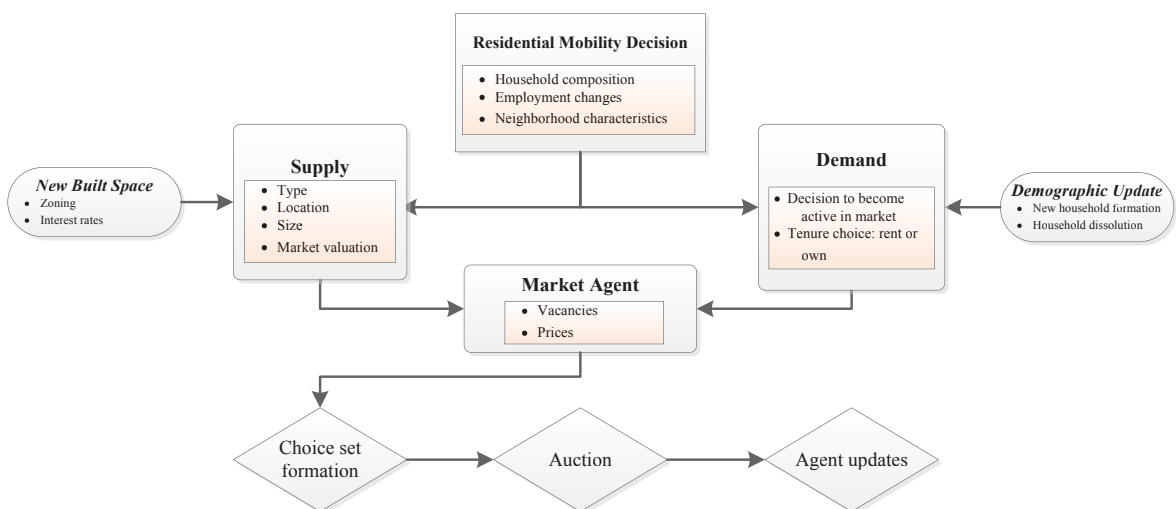 Residential Mobility Decision
• Household composition
• Employment changes
• Neighborhood characteristics
Supply
• Type
• Location
• Size
• Market valuation
Demand
• Decision to become
active in market
• Tenure choice: rent or
own
New Built Space
• Zoning
• Interest rates
Demographic Update
• New household formation
• Household dissolution
Market Agent
• Vacancies
• Prices
Choice set
formation
Auction
Agent updates